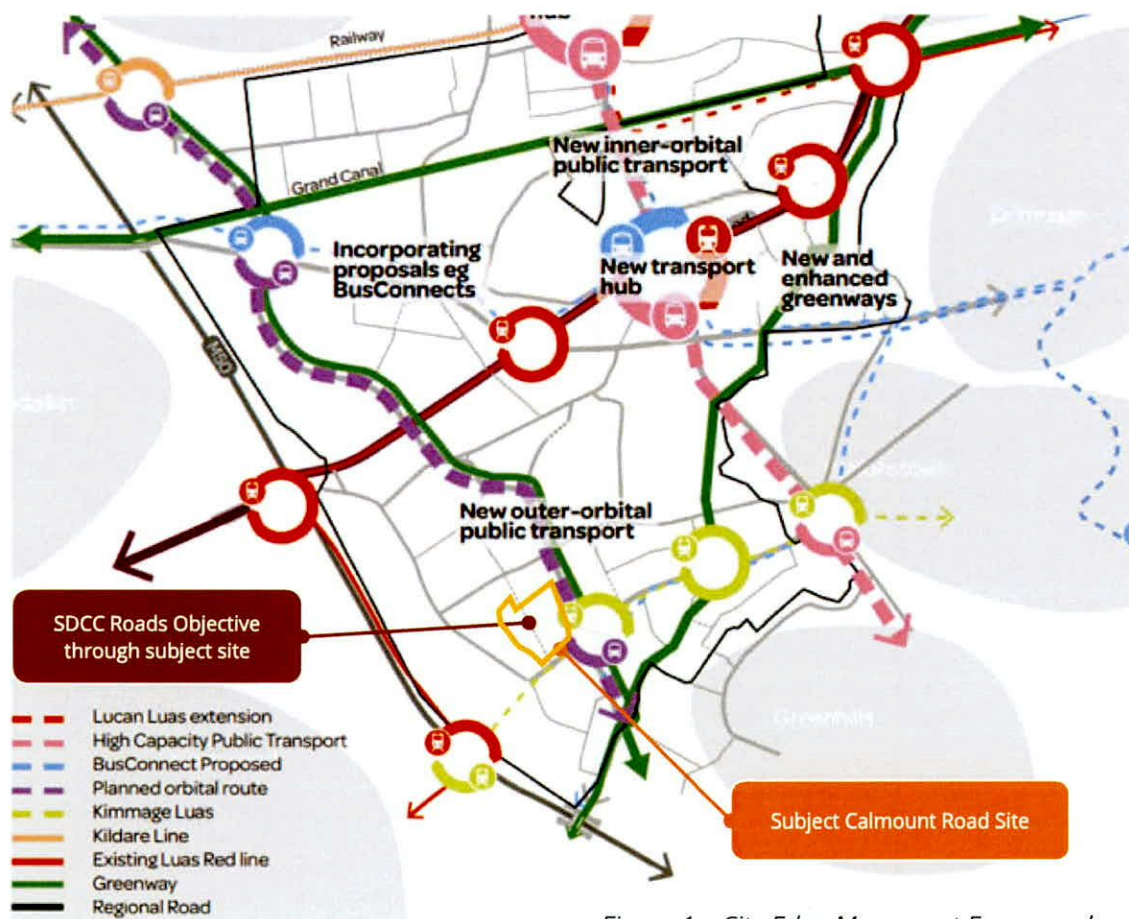 hub
Railway
New inner-orbital
public transport
Grand Canal
Incorporating
proposals eg
BusConnects
New transport
hub
New and
enhanced
greenways
M50
New outer-orbital
public transport
SDCC Roads Objective
through subject site
Greenhills
Lucan Luas extension
High Capacity Public Transport
BusConnect Proposed
Planned orbital route
Kimmage Luas
Kildare Line
Existing Luas Red line
Greenway
Regional Road
Subject Calmount Road Site